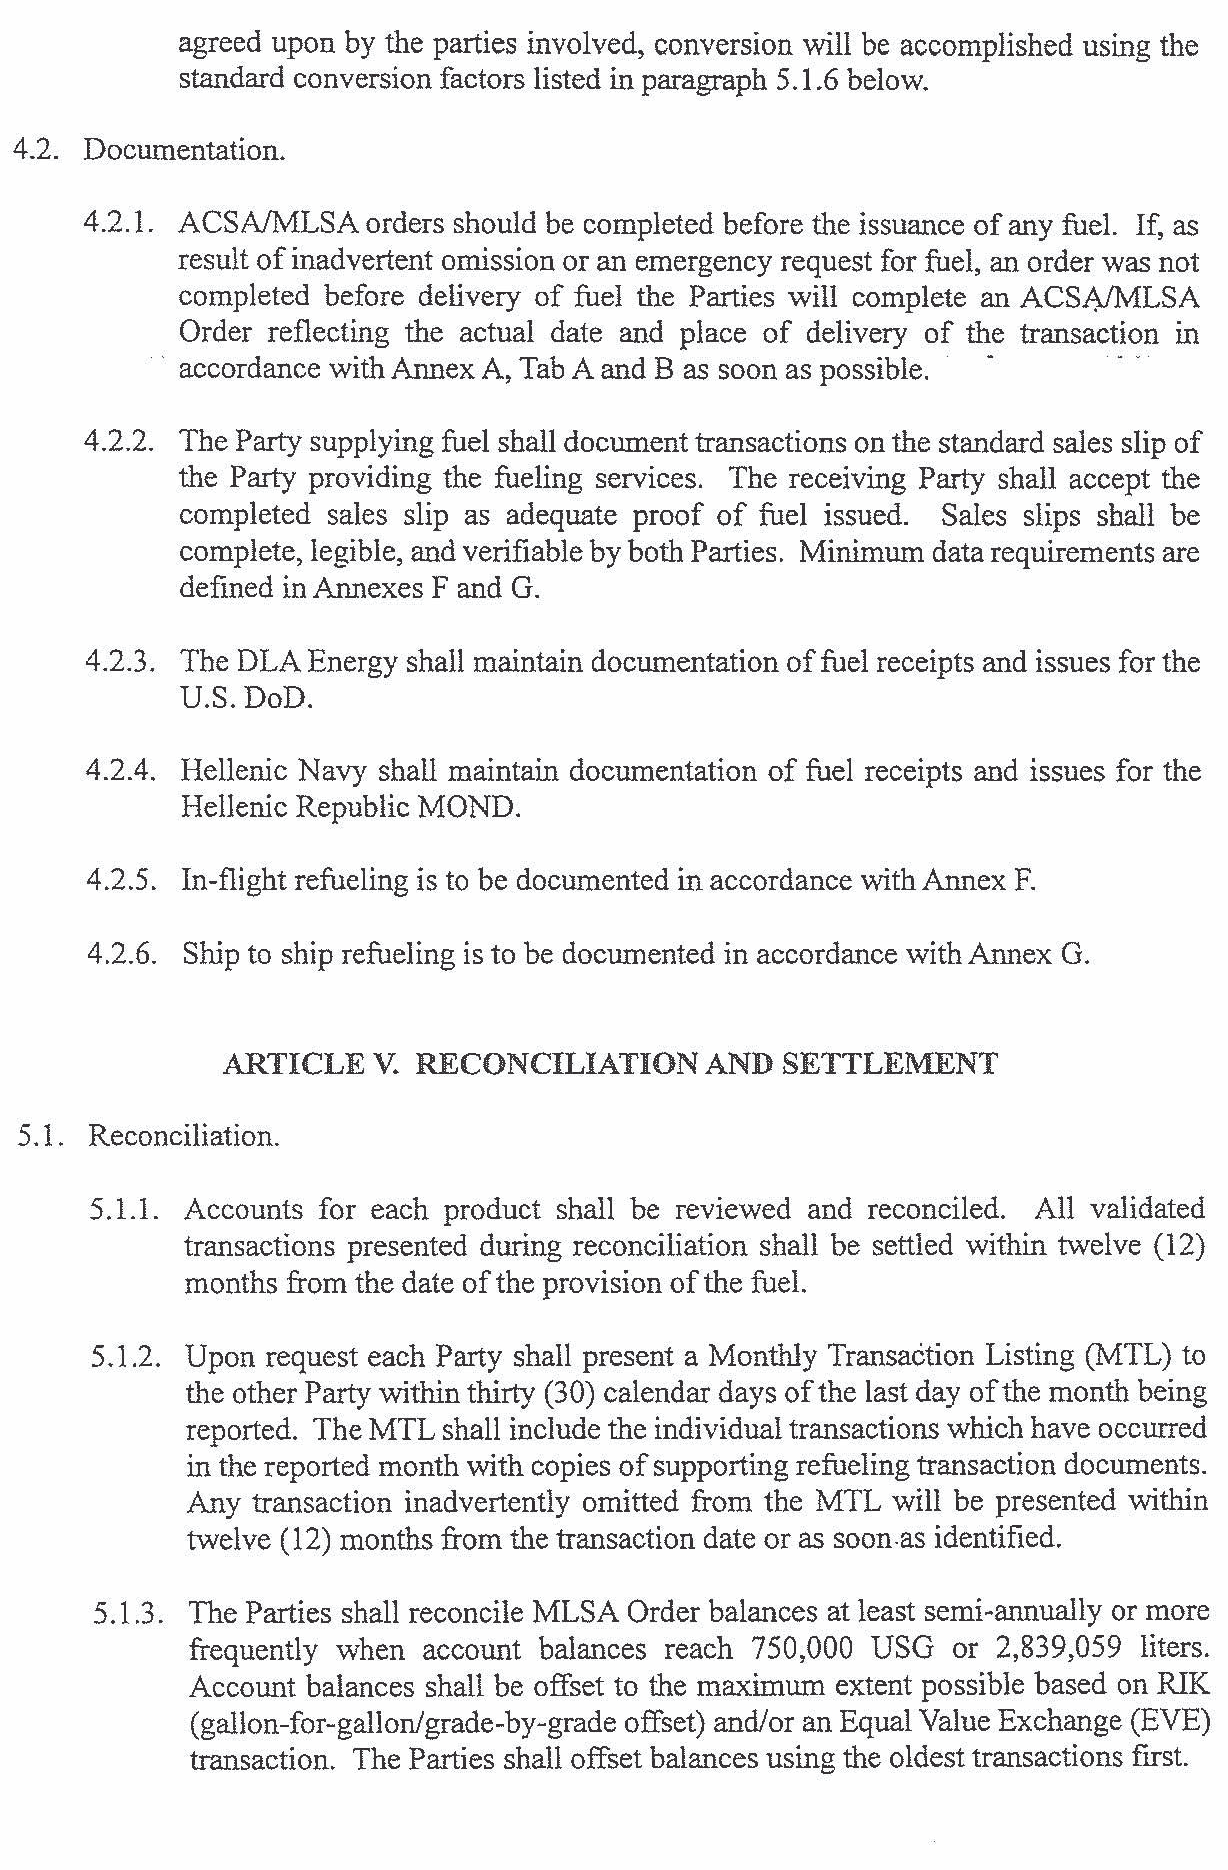 agreed upon by the parties involved, conversion will be accomplished using the
standard conversion factors listed in paragraph 5.1.6 below.
4.2. Documentation.
4.2.1. ACSA/MLSA orders should be completed before the issuance of any fuel. If, as
result of inadvertent omission or an emergency request for fuel, an order was not
completed before delivery of fuel the Parties will complete an ACSA/MLSA
Order reflecting the actual date and place of delivery of the transaction in
accordance with Annex A, Tab A and B as soon as possible.
4.2.2. The Party supplying fuel shall document transactions on the standard sales slip of
the Party providing the fueling services. The receiving Party shall accept the
completed sales slip as adequate proof of fuel issued. Sales slips shall be
complete, legible, and verifiable by both Parties. Minimum data requirements are
defined in Annexes F and G.
4.2.3. The DLA Energy shall maintain documentation of fuel receipts and issues for the
U.S. DoD.
4.2.4. Hellenic Navy shall maintain documentation of fuel receipts and issues for the
Hellenic Republic MOND.
4.2.5. In-flight refueling is to be documented in accordance with Annex F.
4.2.6. Ship to ship refueling is to be documented in accordance with Annex G.
ARTICLE V. RECONCILIATION AND SETTLEMENT
5.1. Reconciliation.
5.1.1. Accounts for each product shall be reviewed and reconciled. All validated
transactions presented during reconciliation shall be settled within twelve (12)
months from the date of the provision of the fuel.
5.1.2. Upon request each Party shall present a Monthly Transaction Listing (MTL) to
the other Party within thirty (30) calendar days of the last day of the month being
reported. The MTL shall include the individual transactions which have occurred
in the reported month with copies of supporting refueling transaction documents.
Any transaction inadvertently omitted from the MTL will be presented within
twelve (12) months from the transaction date or as soon as identified.
5.1.3. The Parties shall reconcile MLSA Order balances at least semi-annually or more
frequently when account balances reach 750,000 USG or 2,839,059 liters.
Account balances shall be offset to the maximum extent possible based on RIK
(gallon-for-gallon/grade-by-grade offset) and/or an Equal Value Exchange (EVE)
transaction. The Parties shall offset balances using the oldest transactions first.